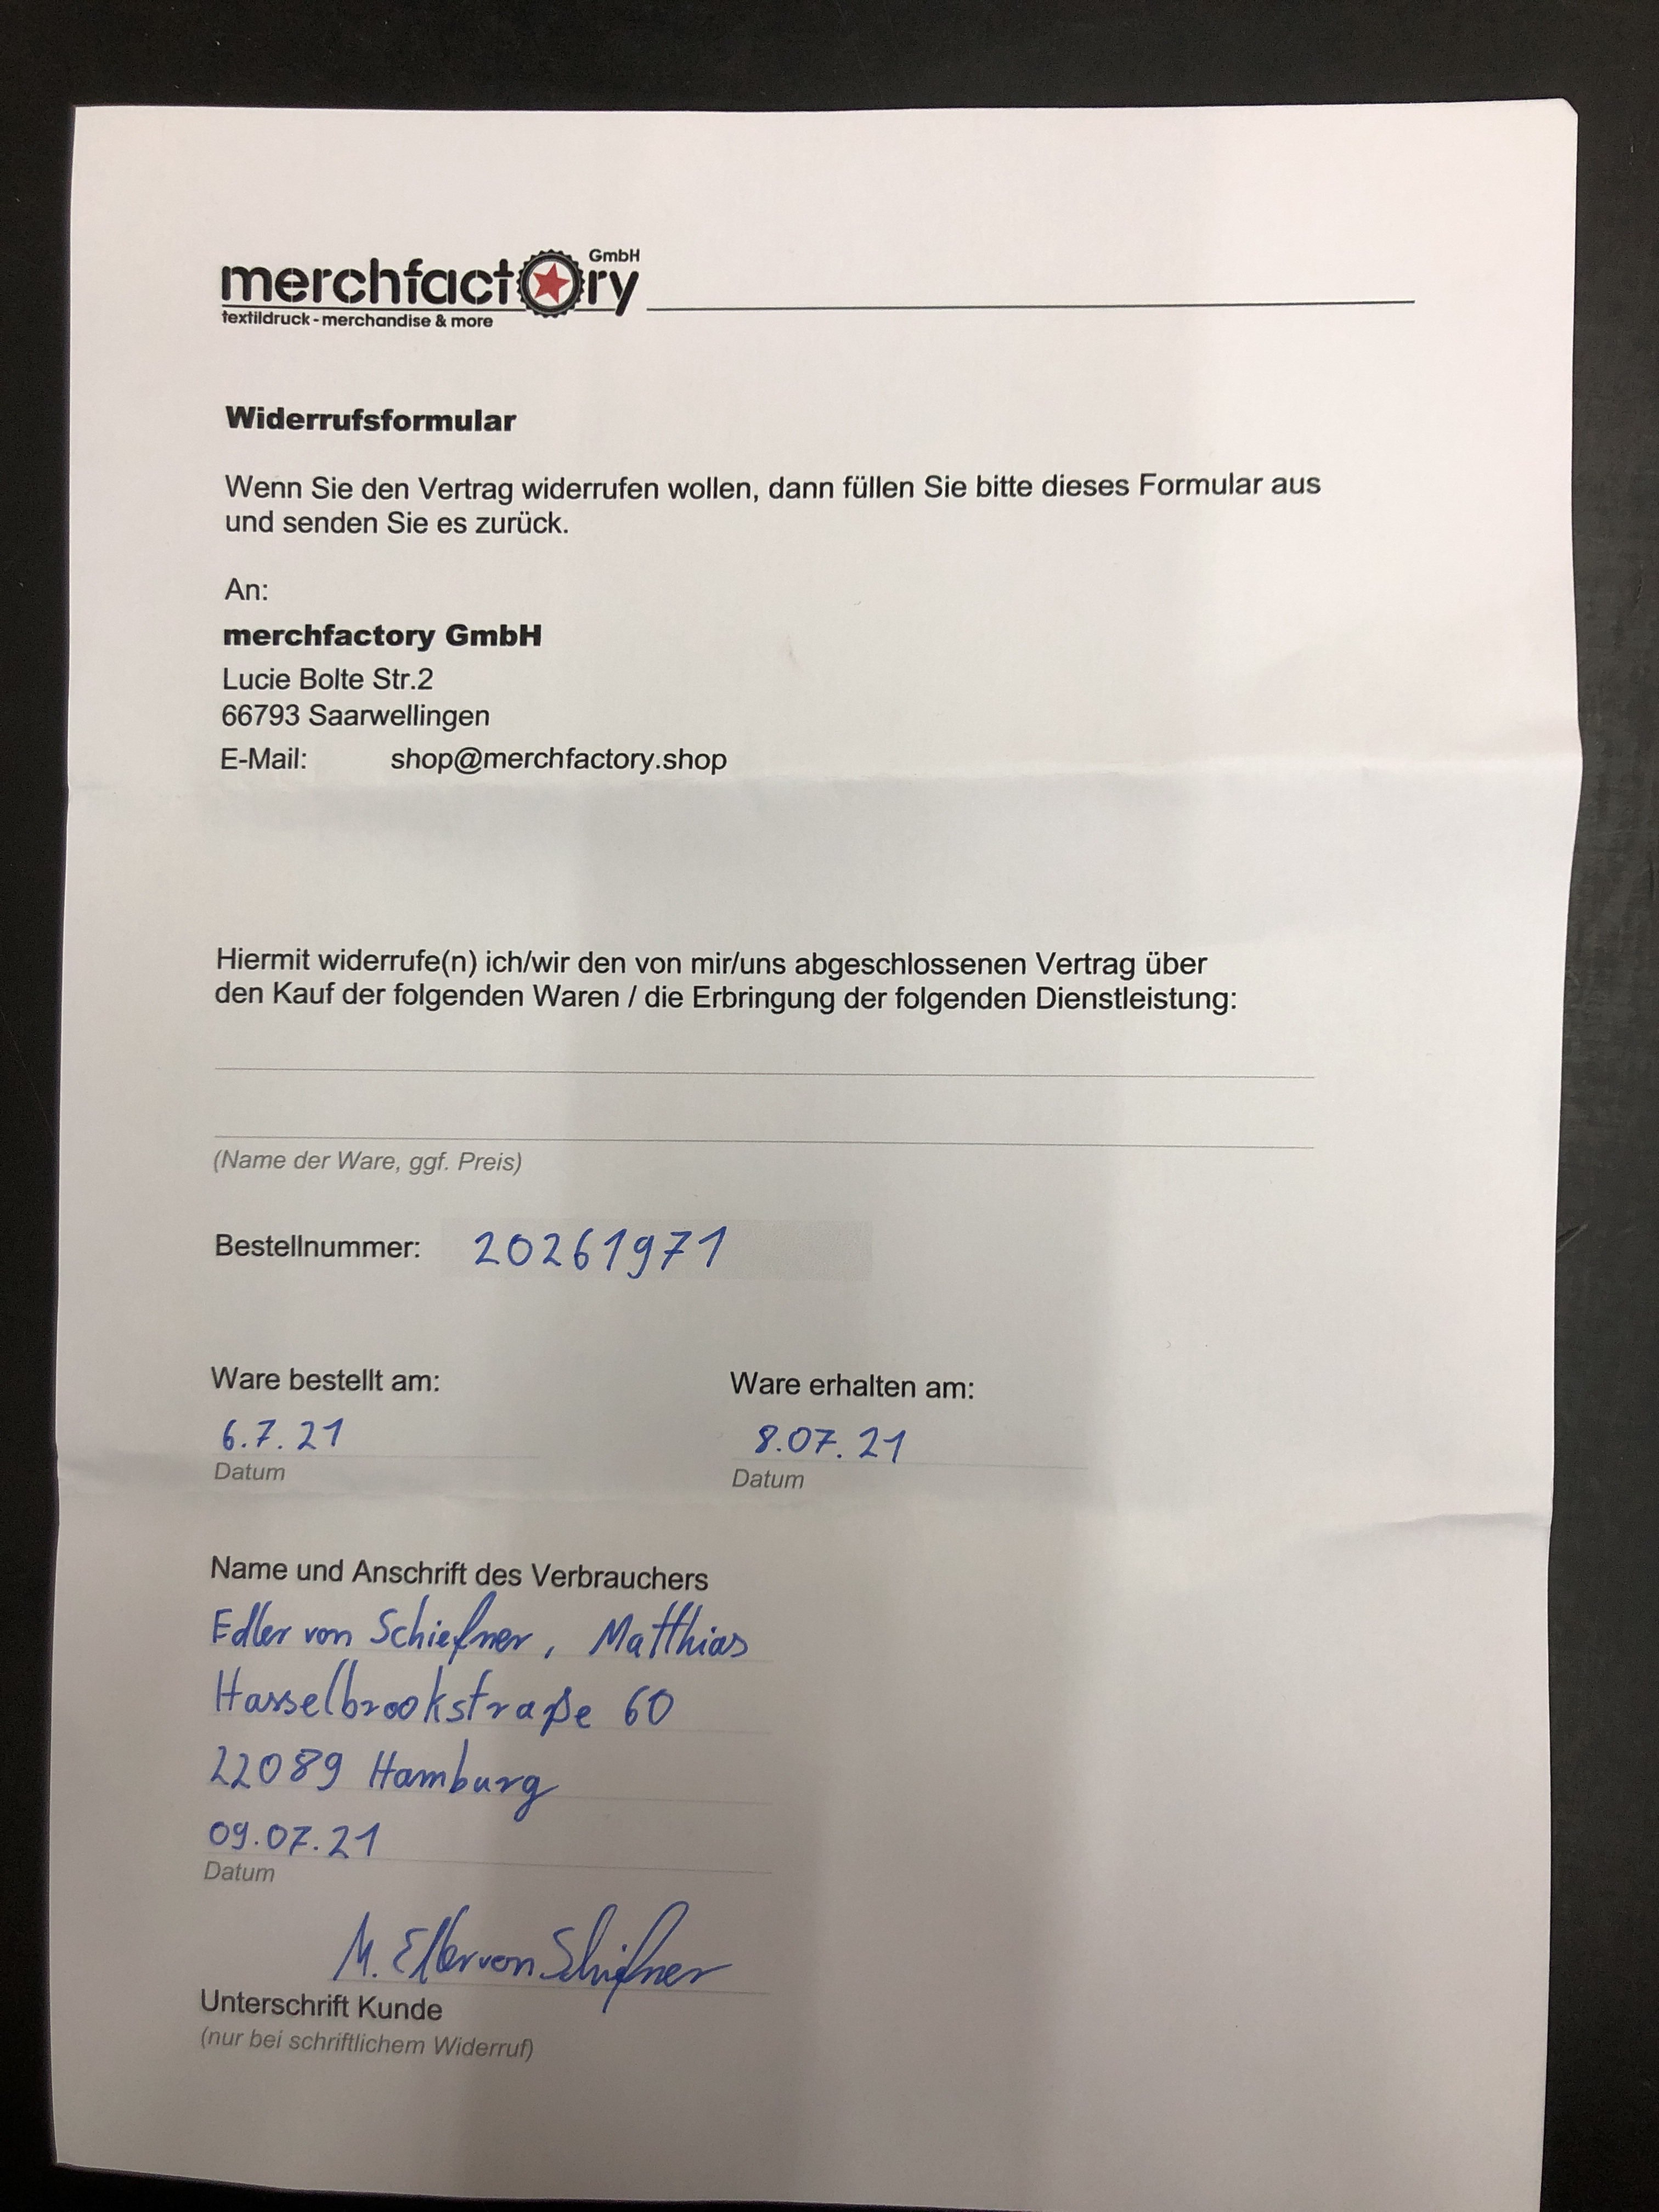 merchfactory GmbH
textildruck - merchandise & more
Widerrufsformular
Wenn Sie den Vertrag widerrufen wollen, dann füllen Sie bitte dieses Formular aus
und senden Sie es zurück.
An:
merchfactory GmbH
Lucie Bolte Str.2
66793 Saarwellingen
E-Mail: shop@merchfactory.shop
Hiermit widerrufe(n) ich/wir den von mir/uns abgeschlossenen Vertrag über
den Kauf der folgenden Waren / die Erbringung der folgenden Dienstleistung:
(Name der Ware, ggf. Preis)
Bestellnummer: 20261971
Ware bestellt am: Ware erhalten am:
6.7.21 8.07.21
Datum Datum
Name und Anschrift des Verbrauchers
Edler von Schießner, Matthias
Hasselbrookstraße 60
22089 Hamburg
09.07.21
Datum
M. Edler von Schießner
Unterschrift Kunde
(nur bei schriftlichem Widerruf)